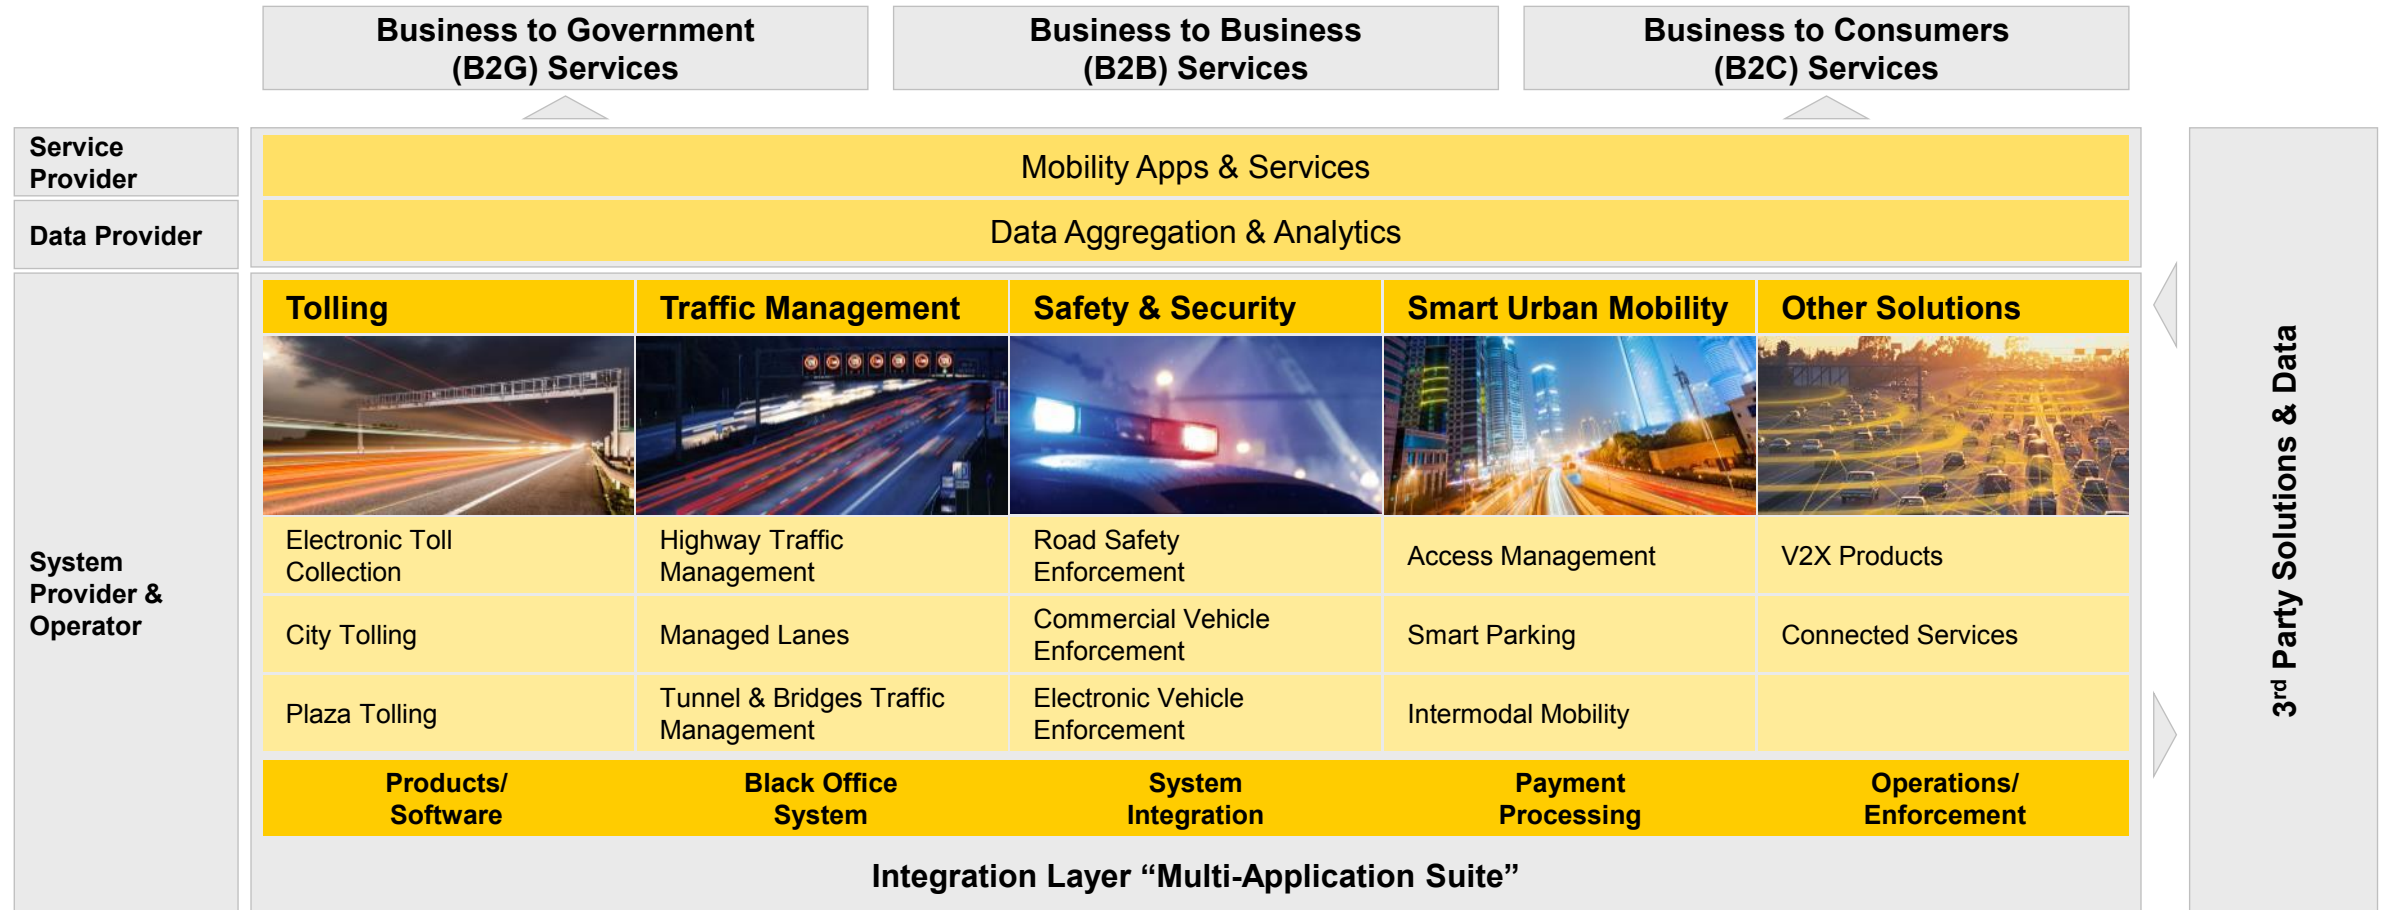 Business to Government
(B2G) Services
Business to Business
(B2B) Services
Business to Consumers
(B2C) Services
Service
Provider
Mobility Apps & Services
Data Provider
Data Aggregation & Analytics
System
Provider &
Operator
Tolling
Traffic Management
Safety & Security
Smart Urban Mobility
Other Solutions
Electronic Toll
Collection
Highway Traffic
Management
Road Safety
Enforcement
Access Management
V2X Products
City Tolling
Managed Lanes
Commercial Vehicle
Enforcement
Smart Parking
Connected Services
Plaza Tolling
Tunnel & Bridges Traffic
Management
Electronic Vehicle
Enforcement
Intermodal Mobility
Products/
Software
Black Office
System
System
Integration
Payment
Processing
Operations/
Enforcement
Integration Layer “Multi-Application Suite”
3rd Party Solutions & Data